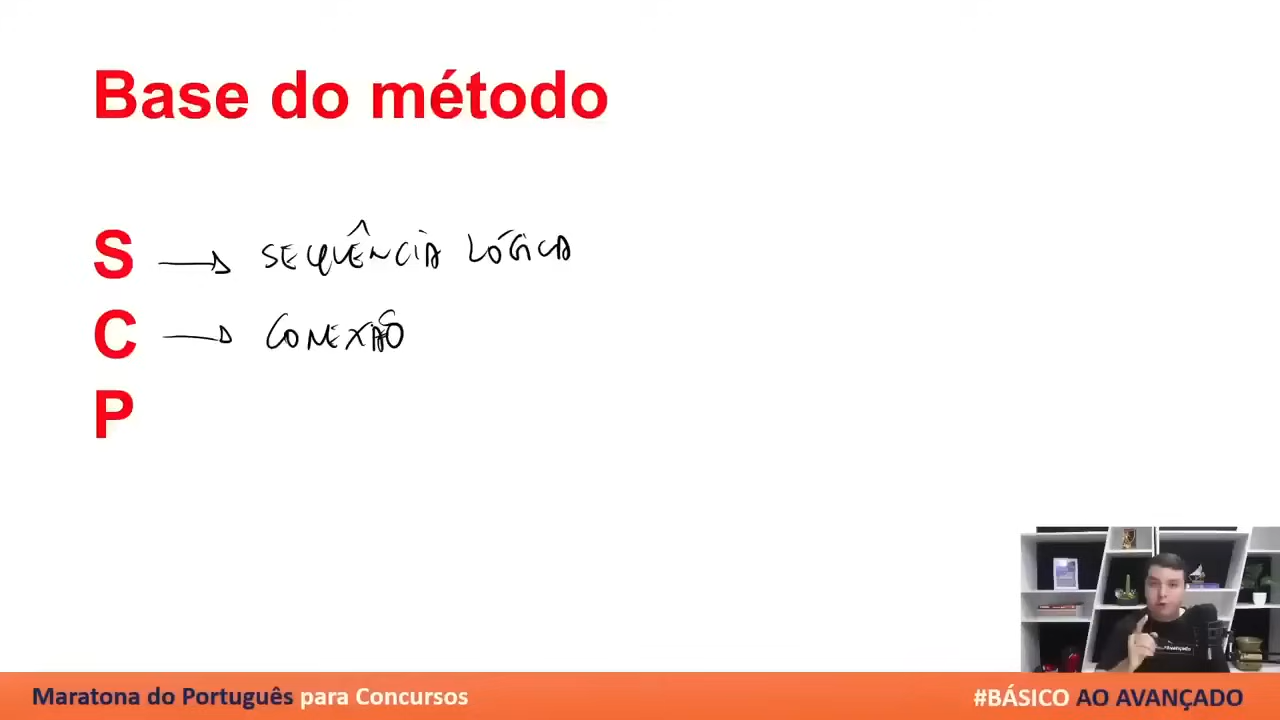 Base do método
S → SEQUÊNCIA LÓGICA
C → CONEXÃO
P
Maratona do Português para Concursos
#BÁSICO AO AVANÇADO